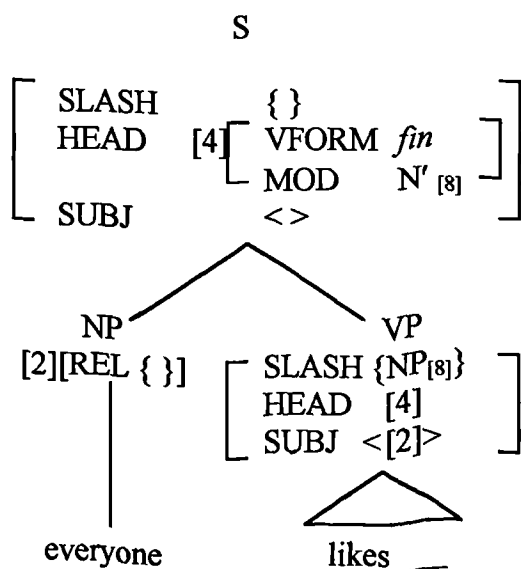 S
SLASH { }
HEAD [4] VFORM fin
MOD N' [8]
SUBJ < >
NP VP
[2][REL { }] SLASH {NP[8]}
HEAD [4]
SUBJ <[2]>
everyone likes __